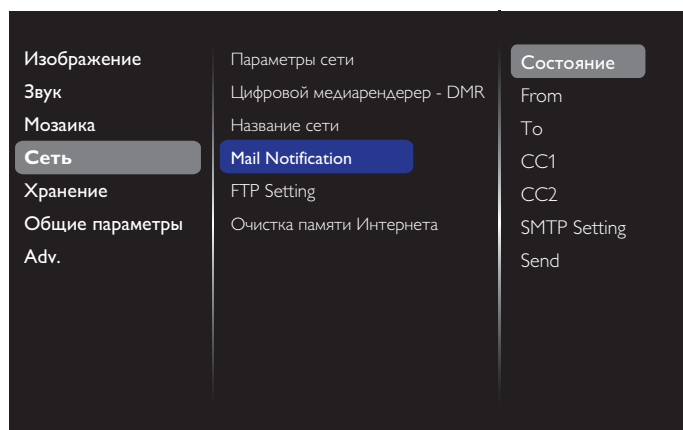 Изображение
Звук
Мозаика
Сеть
Хранение
Общие параметры
Adv.
Параметры сети
Цифровой медиарендерер - DMR
Название сети
Mail Notification
FTP Setting
Очистка памяти Интернета
Состояние
From
To
CC1
CC2
SMTP Setting
Send